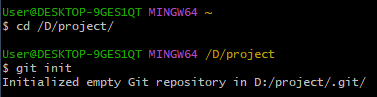 User@DESKTOP-9GES1QT MINGW64 ~
$ cd /D/project/
User@DESKTOP-9GES1QT MINGW64 /D/project
$ git init
Initialized empty Git repository in D:/project/.git/